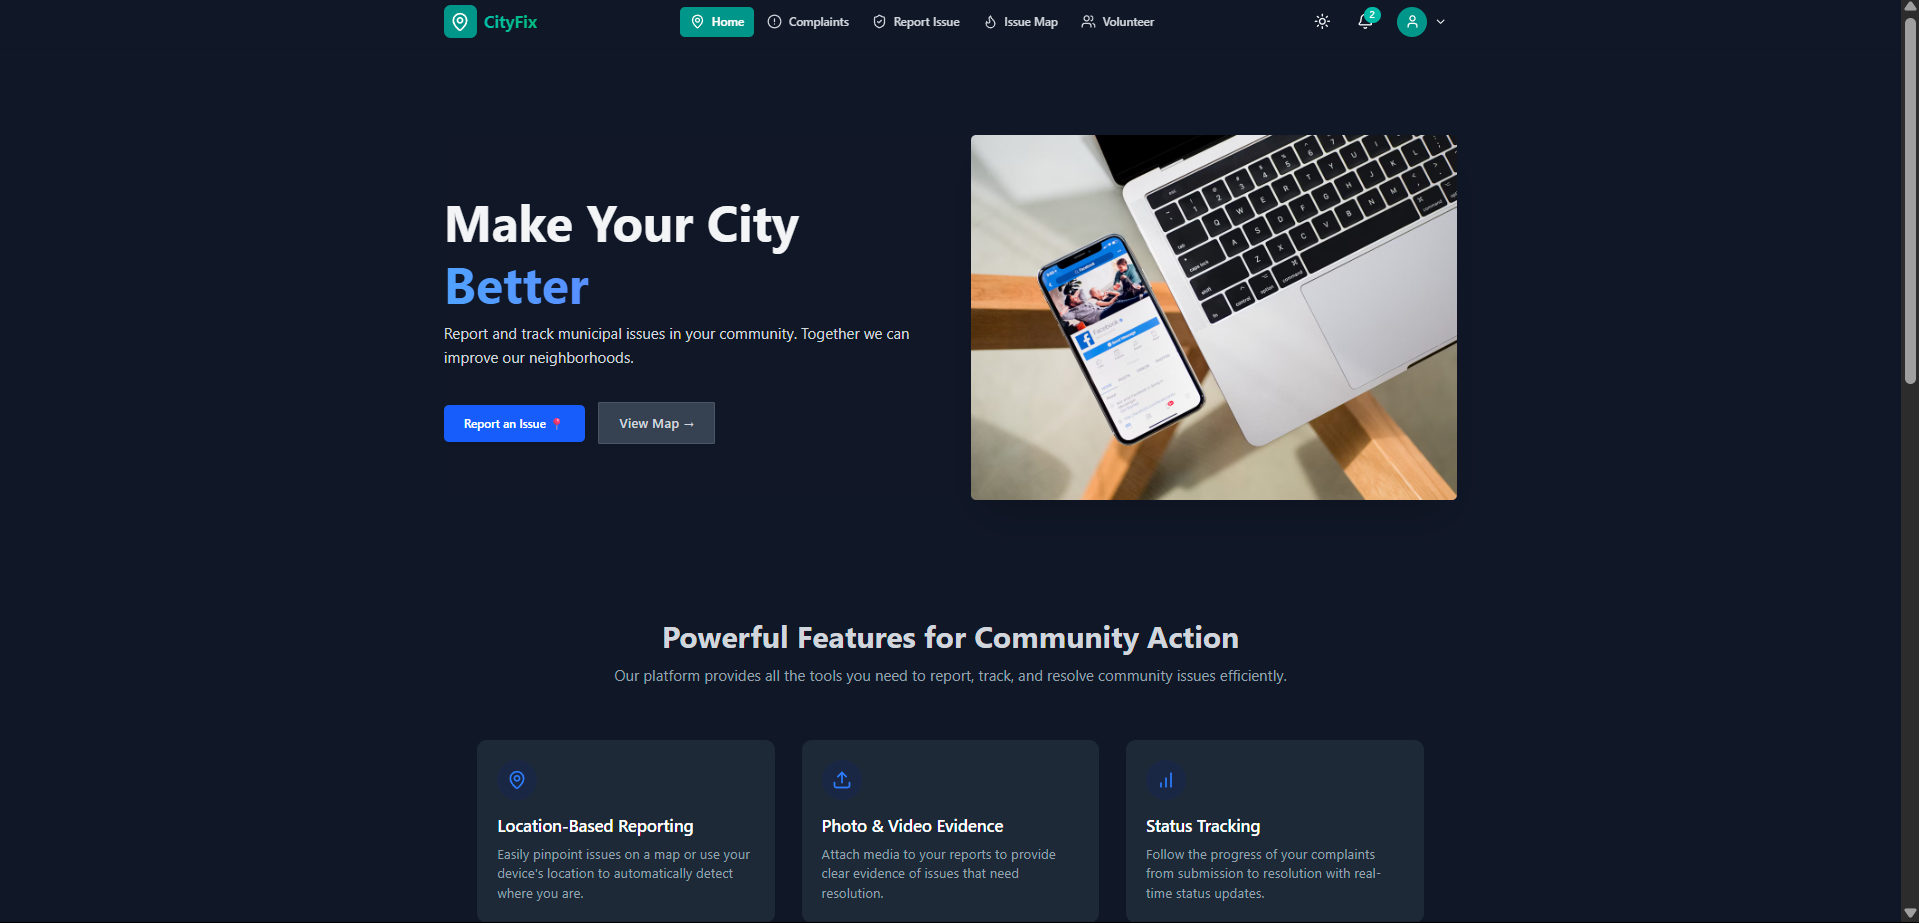 CityFix
Home
Complaints
Report Issue
Issue Map
Volunteer
2
Make Your City
Better
Report and track municipal issues in your community. Together we can
improve our neighborhoods.
Report an Issue 📍
View Map →
Powerful Features for Community Action
Our platform provides all the tools you need to report, track, and resolve community issues efficiently.
Location-Based Reporting
Easily pinpoint issues on a map or use your
device's location to automatically detect
where you are.
Photo & Video Evidence
Attach media to your reports to provide
clear evidence of issues that need
resolution.
Status Tracking
Follow the progress of your complaints
from submission to resolution with real-
time status updates.